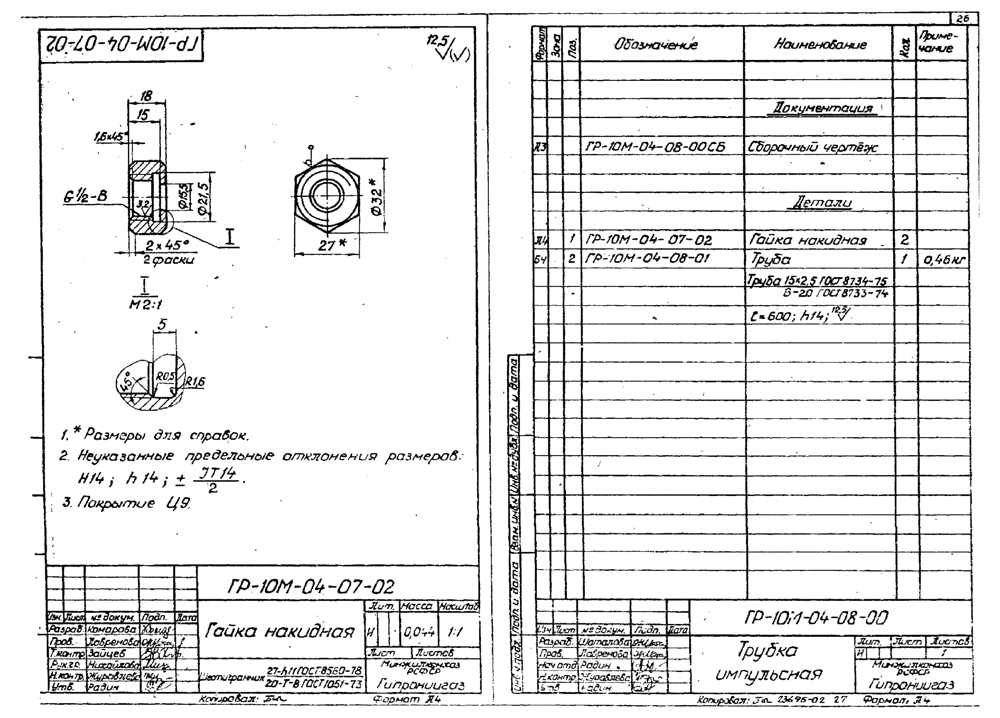 26
ГР-10М-04-07-02
12,5 (√)
18
15
1,6×45°
G 1/2-В
3,2
Ø15,5
Ø21,5
I
2×45°
2 фаски
Ø32*
27*
I
М 2:1
5
45°
R0,5
R1,6
1. * Размеры для справок.
2. Неуказанные предельные отклонения размеров:
H14; h14; ± JT14/2.
3. Покрытие Ц9.
ГР-10М-04-07-02
Изм. Лист № докум. Подп. Дата
Разраб. Комарова
Пров. Лавренова
Т.контр. Зайцев
Рук.гр. Михайлова
Н.контр. Журавлева
Утв. Радин
Гайка накидная
Лит. Масса Масштаб
И 0,044 1:1
Лист Листов
Шестигранник 27-h11 ГОСТ 8560-78
20-Т-В ГОСТ 1051-73
Минжилкомхоз
РСФСР
Гипрониигаз
Копировал: Формат А4
Формат Зона Поз. Обозначение Наименование Кол. Приме-
чание
Документация
А3 ГР-10М-04-08-00СБ Сборочный чертёж
Детали
А4 1 ГР-10М-04-07-02 Гайка накидная 2
БЧ 2 ГР-10М-04-08-01 Труба 1 0,46кг
Труба 15×2,5 ГОСТ 8734-75
В-20 ГОСТ 8733-74
ℓ=600; h14; 12,5
Подп. и дата
Инв.№ дубл.
Взам. инв.№
Подп. и дата
Инв.№ подл.
ГР-10М-04-08-00
Изм. Лист № докум. Подп. Дата
Разраб. Шаталова
Пров. Лавренова
Нач.отд. Радин
Н.контр. Журавлева
Утв. Радин
Трубка
импульсная
Лит. Лист Листов
И 1
Минжилкомхоз
РСФСР
Гипрониигаз
Копировал: 23695-02 27 Формат А4